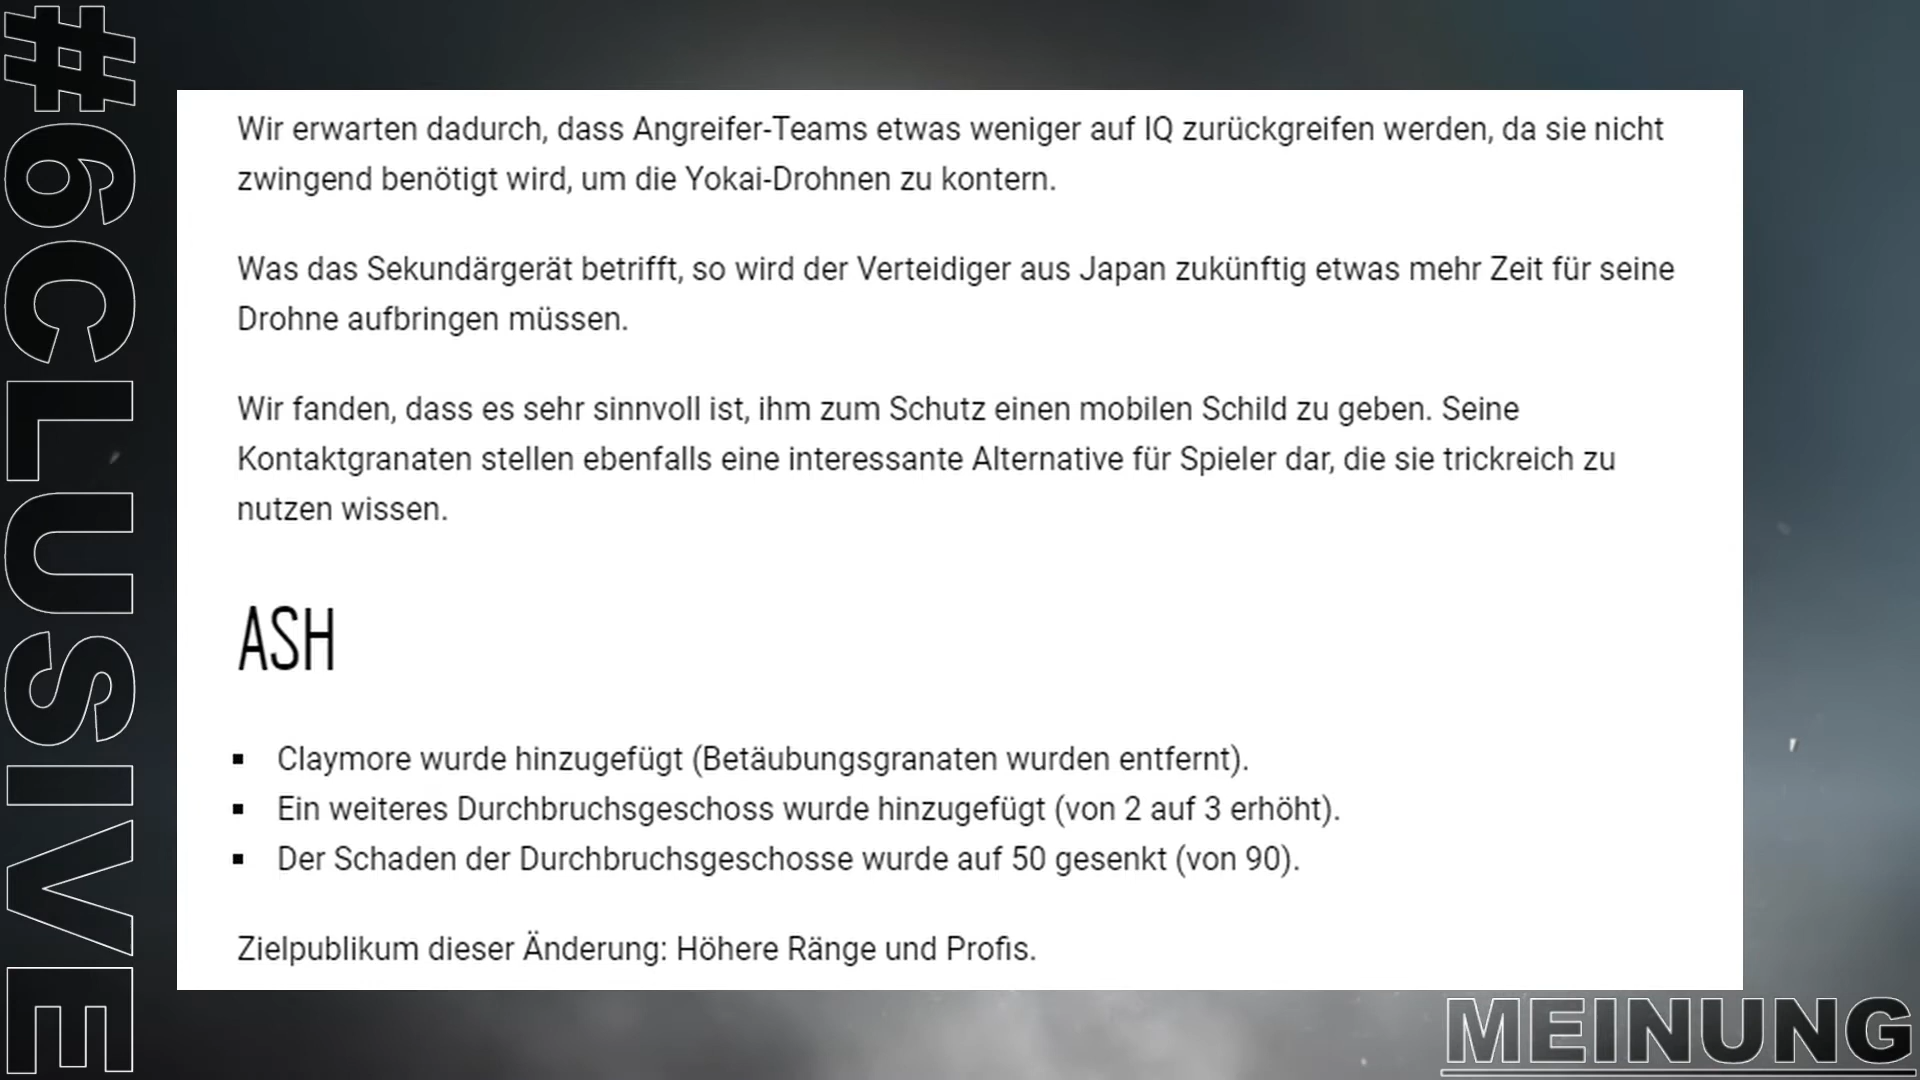 #6CLUSIVE
Wir erwarten dadurch, dass Angreifer-Teams etwas weniger auf IQ zurückgreifen werden, da sie nicht
zwingend benötigt wird, um die Yokai-Drohnen zu kontern.
Was das Sekundärgerät betrifft, so wird der Verteidiger aus Japan zukünftig etwas mehr Zeit für seine
Drohne aufbringen müssen.
Wir fanden, dass es sehr sinnvoll ist, ihm zum Schutz einen mobilen Schild zu geben. Seine
Kontaktgranaten stellen ebenfalls eine interessante Alternative für Spieler dar, die sie trickreich zu
nutzen wissen.
ASH
▪ Claymore wurde hinzugefügt (Betäubungsgranaten wurden entfernt).
▪ Ein weiteres Durchbruchsgeschoss wurde hinzugefügt (von 2 auf 3 erhöht).
▪ Der Schaden der Durchbruchsgeschosse wurde auf 50 gesenkt (von 90).
Zielpublikum dieser Änderung: Höhere Ränge und Profis.
MEINUNG